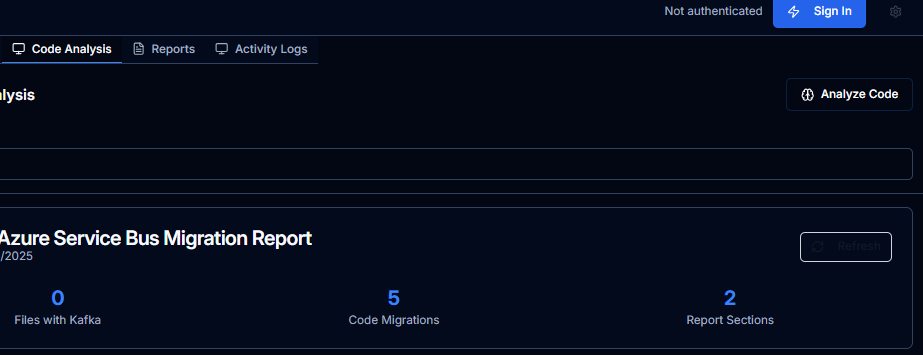 Not authenticated
Sign In
Code Analysis
Reports
Activity Logs
lysis
Analyze Code
Azure Service Bus Migration Report
/2025
Refresh
0
5
2
Files with Kafka
Code Migrations
Report Sections